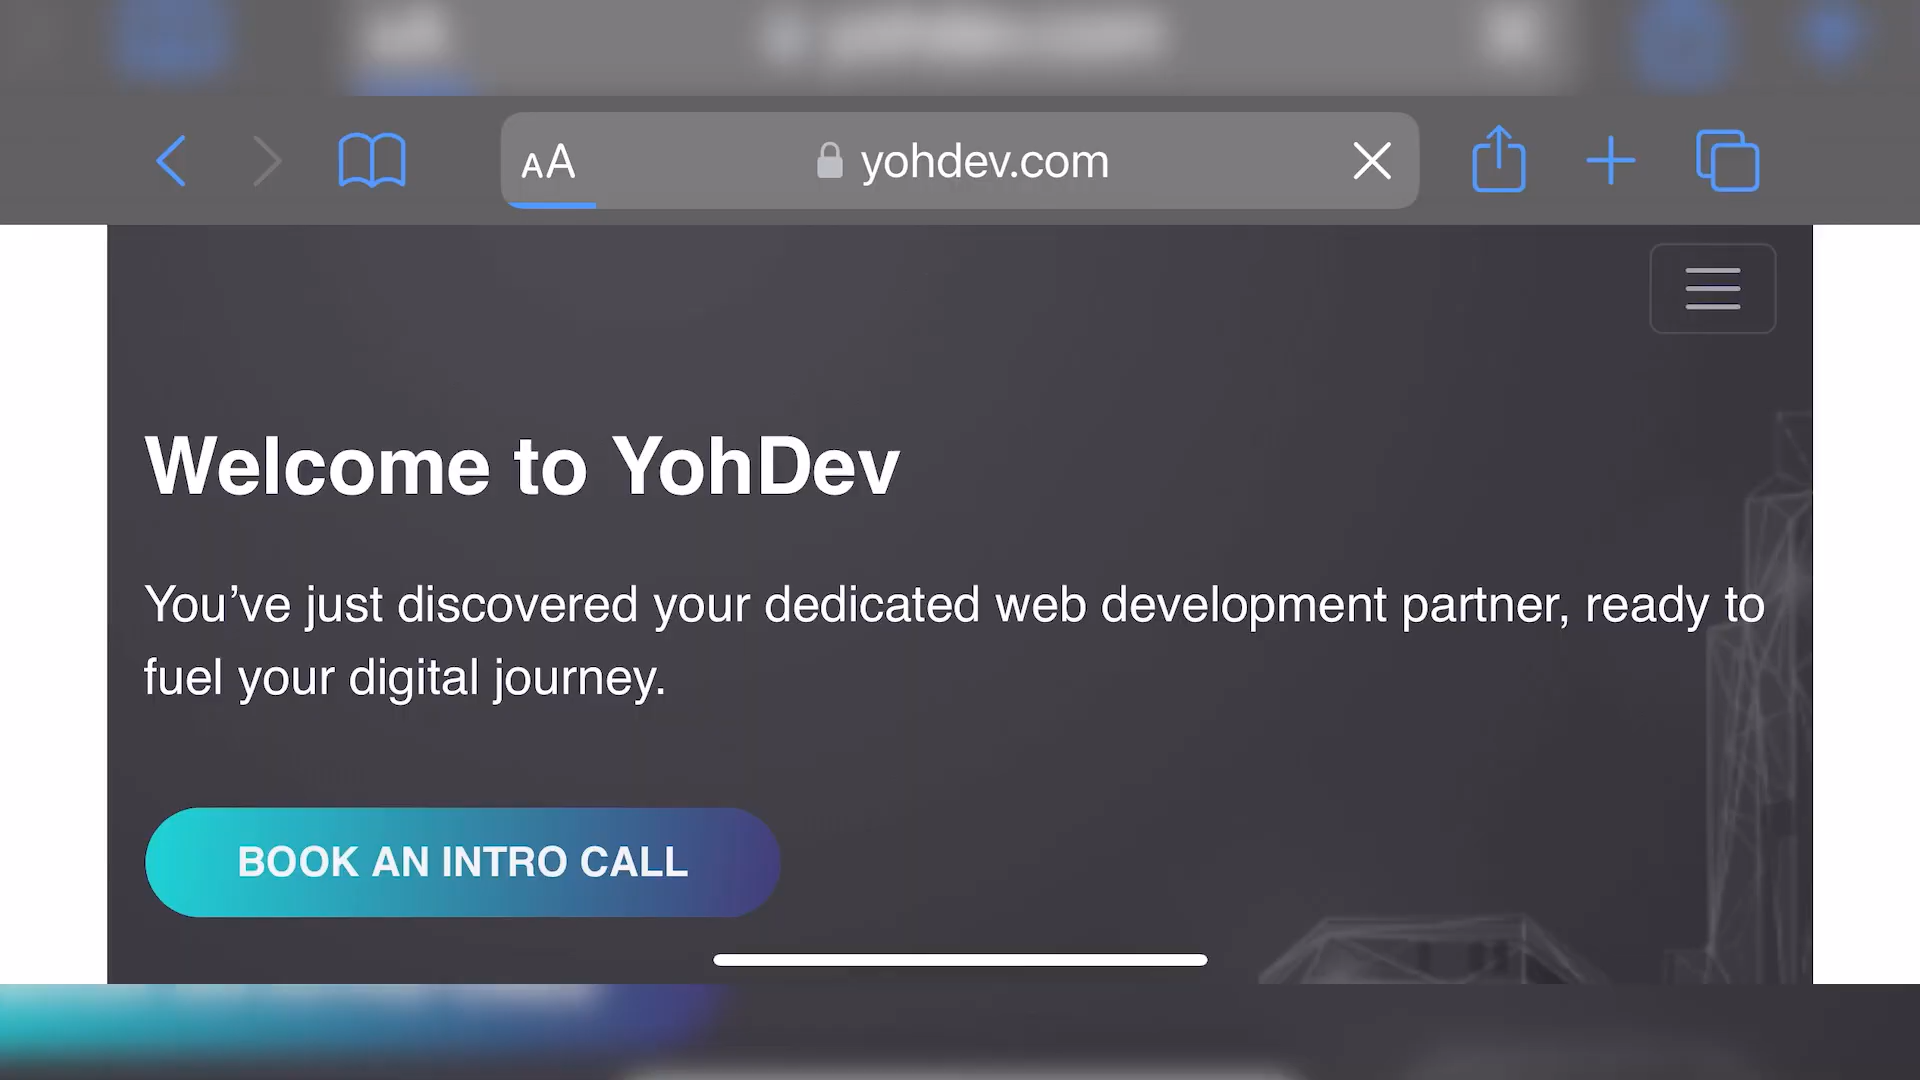 AA
yohdev.com
Welcome to YohDev
You’ve just discovered your dedicated web development partner, ready to
fuel your digital journey.
BOOK AN INTRO CALL